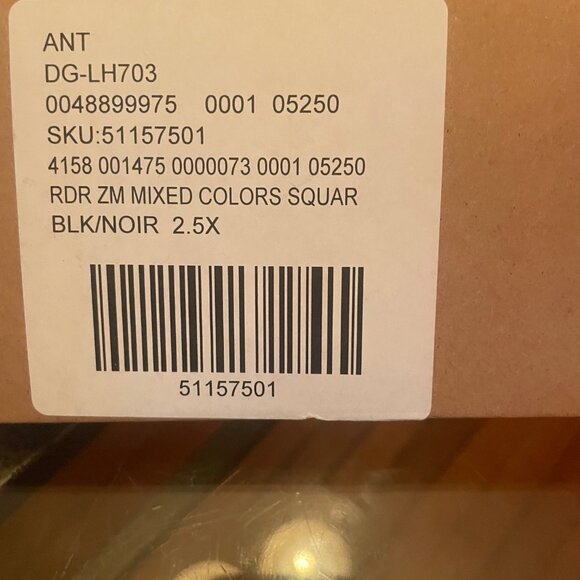 ANT
DG-LH703
0048899975 0001 05250
SKU:51157501
4158 001475 0000073 0001 05250
RDR ZM MIXED COLORS SQUAR
BLK/NOIR 2.5X
51157501